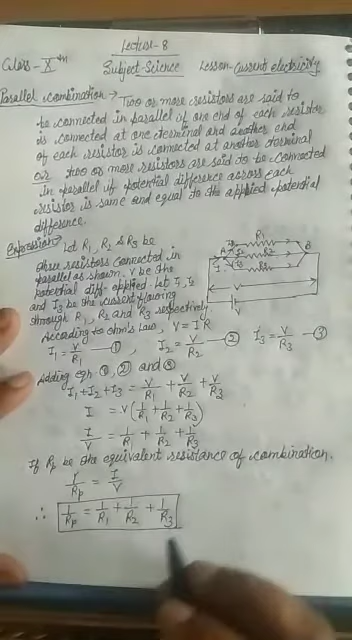 Lecture-8
Class-Xth Subject-Science Lesson-Current electricity
Parallel combination → Two or more resistors are said to
be connected in parallel if one end of each resistor
is connected at one terminal and another end
of each resistor is connected at another terminal
OR two or more resistors are said to be connected
in parallel if potential difference across each
resistor is same and equal to the applied potential
difference.
Expression → Let R₁, R₂ & R₃ be
three resistors connected in
parallel as shown. V be the
potential diff. applied. Let I₁, I₂
and I₃ be the current flowing
through R₁, R₂ and R₃ respectively.
R₁
A R₂ B
I R₃
V
V
According to ohm's law, V = IR
I₁ = V/R₁ — ①, I₂ = V/R₂ — ② I₃ = V/R₃ — ③
Adding eqn. ①, ② and ③
I₁+I₂+I₃ = V/R₁ + V/R₂ + V/R₃
I = V(1/R₁ + 1/R₂ + 1/R₃)
I/V = 1/R₁ + 1/R₂ + 1/R₃
If Rp be the equivalent resistance of combination.
1/Rp = I/V
∴ 1/Rp = 1/R₁ + 1/R₂ + 1/R₃